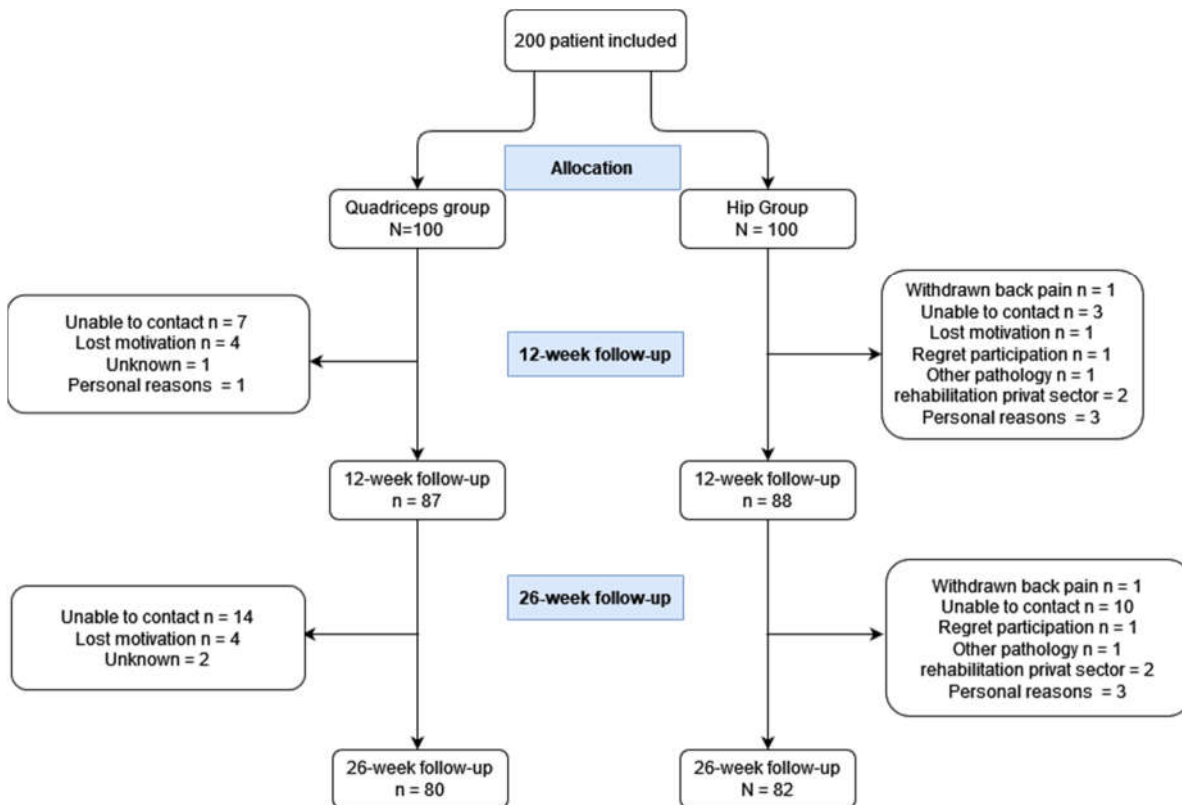 200 patient included
Allocation
Quadriceps group
N=100
Hip Group
N = 100
Unable to contact n = 7
Lost motivation n = 4
Unknown = 1
Personal reasons = 1
12-week follow-up
Withdrawn back pain n = 1
Unable to contact n = 3
Lost motivation n = 1
Regret participation n = 1
Other pathology n = 1
rehabilitation privat sector = 2
Personal reasons = 3
12-week follow-up
n = 87
12-week follow-up
n = 88
Unable to contact n = 14
Lost motivation n = 4
Unknown = 2
26-week follow-up
Withdrawn back pain n = 1
Unable to contact n = 10
Regret participation n = 1
Other pathology n = 1
rehabilitation privat sector = 2
Personal reasons = 3
26-week follow-up
n = 80
26-week follow-up
N = 82